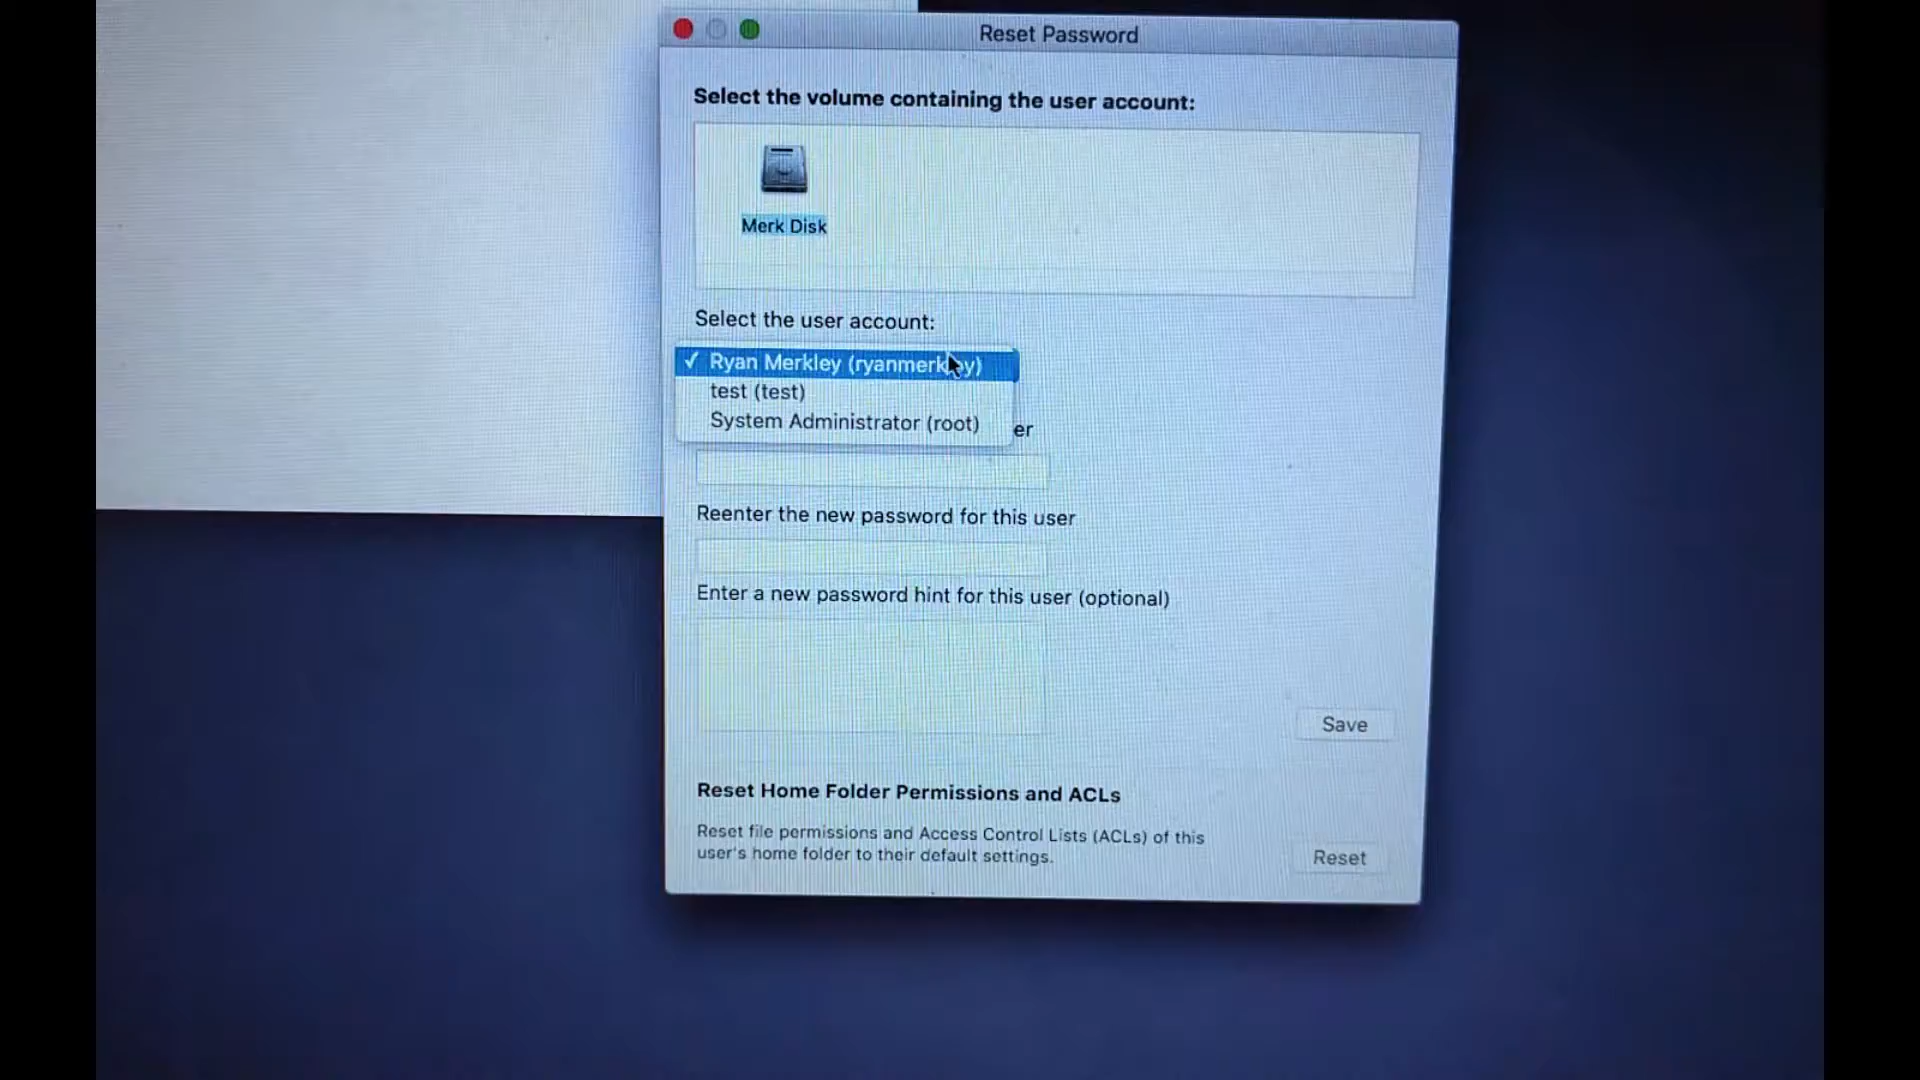 Reset Password
Select the volume containing the user account:
Merk Disk
Select the user account:
✓ Ryan Merkley (ryanmerkley)
test (test)
System Administrator (root)
er
Reenter the new password for this user
Enter a new password hint for this user (optional)
Save
Reset Home Folder Permissions and ACLs
Reset file permissions and Access Control Lists (ACLs) of this
user's home folder to their default settings.
Reset